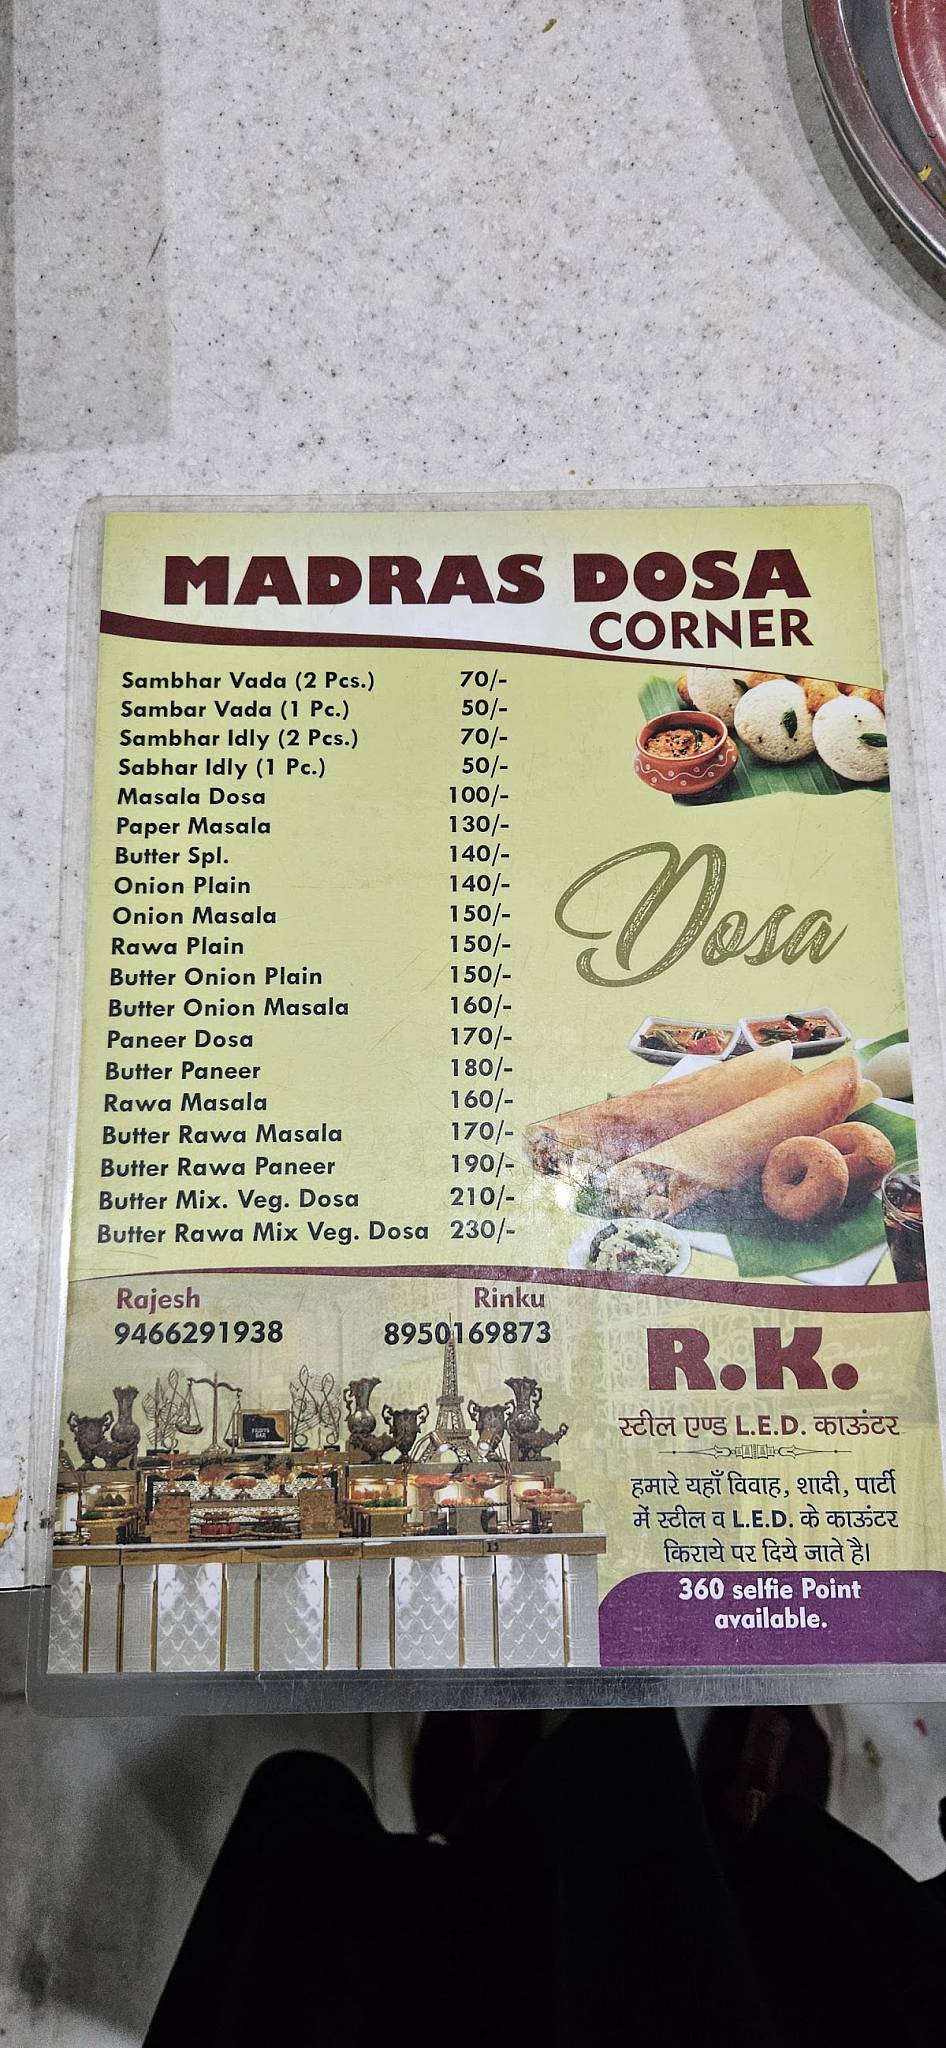 MADRAS DOSA
CORNER
Sambhar Vada (2 Pcs.) 70/-
Sambar Vada (1 Pc.) 50/-
Sambhar Idly (2 Pcs.) 70/-
Sabhar Idly (1 Pc.) 50/-
Masala Dosa 100/-
Paper Masala 130/-
Butter Spl. 140/-
Onion Plain 140/-
Onion Masala 150/-
Rawa Plain 150/-
Butter Onion Plain 150/-
Butter Onion Masala 160/-
Paneer Dosa 170/-
Butter Paneer 180/-
Rawa Masala 160/-
Butter Rawa Masala 170/-
Butter Rawa Paneer 190/-
Butter Mix. Veg. Dosa 210/-
Butter Rawa Mix Veg. Dosa 230/-
Dosa
Rajesh Rinku
9466291938 8950169873
R.K.
स्टील एण्ड L.E.D. काऊंटर
हमारे यहाँ विवाह, शादी, पार्टी
में स्टील व L.E.D. के काऊंटर
किराये पर दिये जाते है।
360 selfie Point
available.